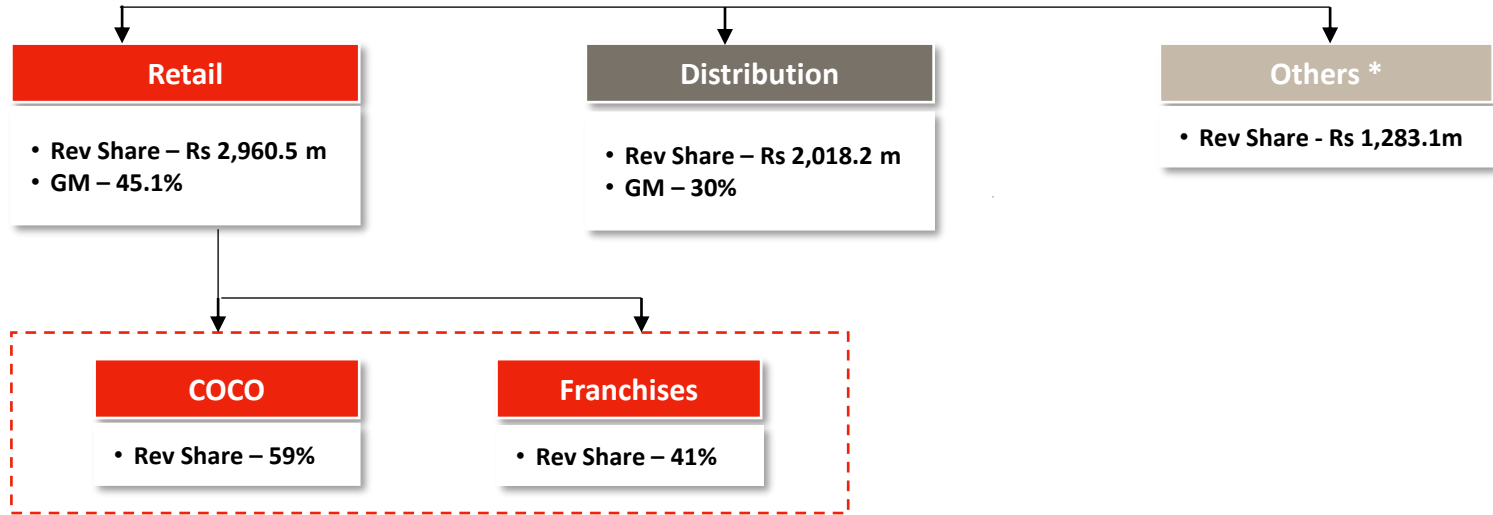 Retail
• Rev Share – Rs 2,960.5 m
• GM – 45.1%
Distribution
• Rev Share – Rs 2,018.2 m
• GM – 30%
Others *
• Rev Share - Rs 1,283.1m
COCO
• Rev Share – 59%
Franchises
• Rev Share – 41%